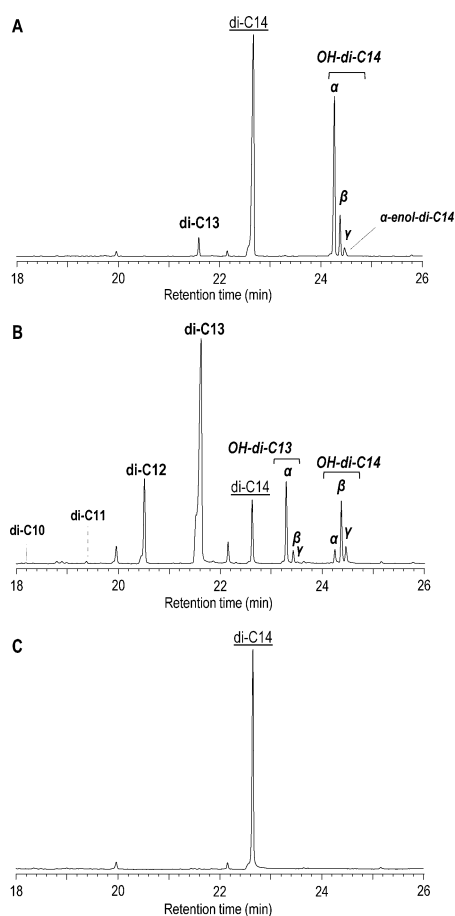 A
di-C14
OH-di-C14
α
β
γ
α-enol-di-C14
di-C13
18 20 22 24 26
Retention time (min)
B
di-C13
OH-di-C13
OH-di-C14
di-C12
α
di-C14
β
di-C11
di-C10
β
γ
α
γ
18 20 22 24 26
Retention time (min)
C
di-C14
18 20 22 24 26
Retention time (min)